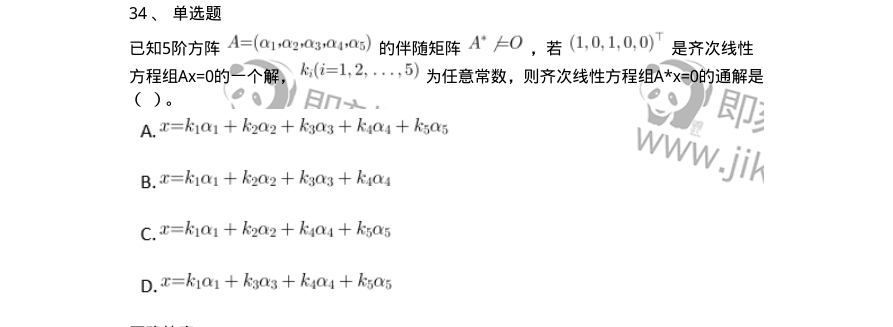 34 、 单选题
已知5阶方阵 A=(α₁,α₂,α₃,α₄,α₅) 的伴随矩阵 A* ≠O ，若 (1, 0, 1, 0, 0)⊤ 是齐次线性
方程组Ax=0的一个解， kᵢ(i=1, 2, . . . , 5) 为任意常数，则齐次线性方程组A*x=0的通解是
（ ）。
A. x=k₁α₁ + k₂α₂ + k₃α₃ + k₄α₄ + k₅α₅
B. x=k₁α₁ + k₂α₂ + k₃α₃ + k₄α₄
C. x=k₁α₁ + k₂α₂ + k₄α₄ + k₅α₅
D. x=k₁α₁ + k₃α₃ + k₄α₄ + k₅α₅
即
www.jik